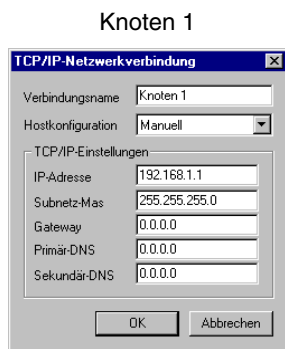 Knoten 1
TCP/IP-Netzwerkverbindung
Verbindungsname Knoten 1
Hostkonfiguration Manuell
TCP/IP-Einstellungen
IP-Adresse 192.168.1.1
Subnetz-Mas 255.255.255.0
Gateway 0.0.0.0
Primär-DNS 0.0.0.0
Sekundär-DNS 0.0.0.0
OK Abbrechen